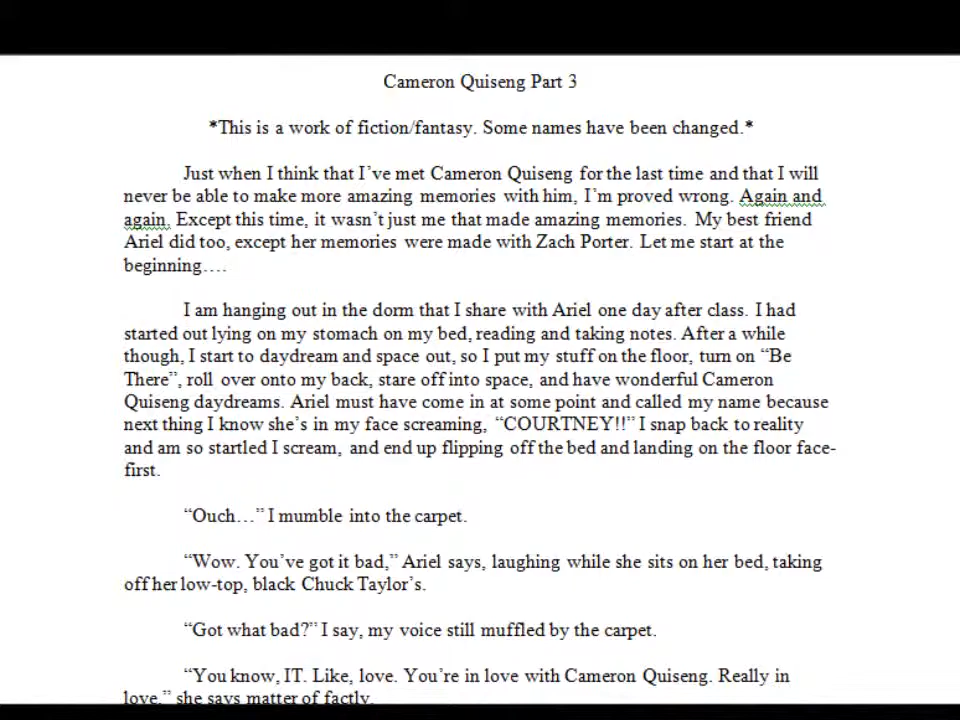 Cameron Quiseng Part 3
*This is a work of fiction/fantasy. Some names have been changed.*
Just when I think that I’ve met Cameron Quiseng for the last time and that I will
never be able to make more amazing memories with him, I’m proved wrong. Again and
again. Except this time, it wasn’t just me that made amazing memories. My best friend
Ariel did too, except her memories were made with Zach Porter. Let me start at the
beginning….
I am hanging out in the dorm that I share with Ariel one day after class. I had
started out lying on my stomach on my bed, reading and taking notes. After a while
though, I start to daydream and space out, so I put my stuff on the floor, turn on “Be
There”, roll over onto my back, stare off into space, and have wonderful Cameron
Quiseng daydreams. Ariel must have come in at some point and called my name because
next thing I know she’s in my face screaming, “COURTNEY!!” I snap back to reality
and am so startled I scream, and end up flipping off the bed and landing on the floor face-
first.
“Ouch…” I mumble into the carpet.
“Wow. You’ve got it bad,” Ariel says, laughing while she sits on her bed, taking
off her low-top, black Chuck Taylor’s.
“Got what bad?” I say, my voice still muffled by the carpet.
“You know, IT. Like, love. You’re in love with Cameron Quiseng. Really in
love,” she says matter of factly.